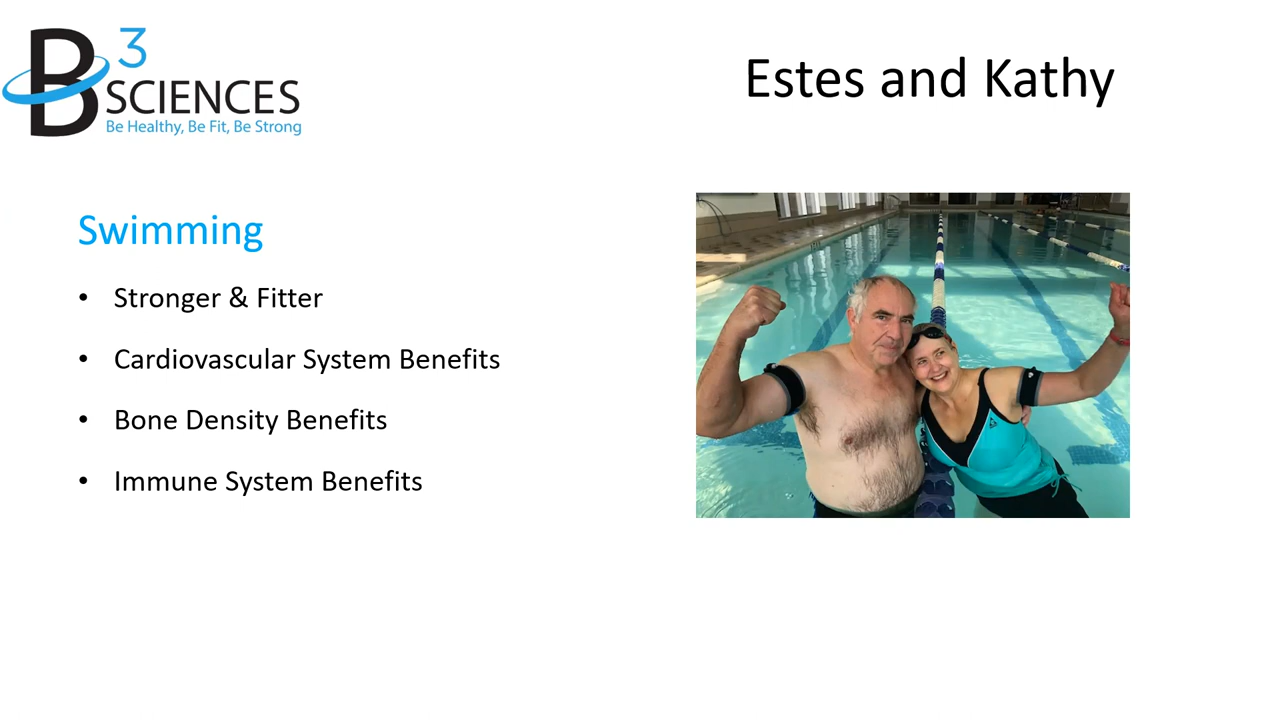 B3 SCIENCES
Be Healthy, Be Fit, Be Strong
Estes and Kathy
Swimming
• Stronger & Fitter
• Cardiovascular System Benefits
• Bone Density Benefits
• Immune System Benefits